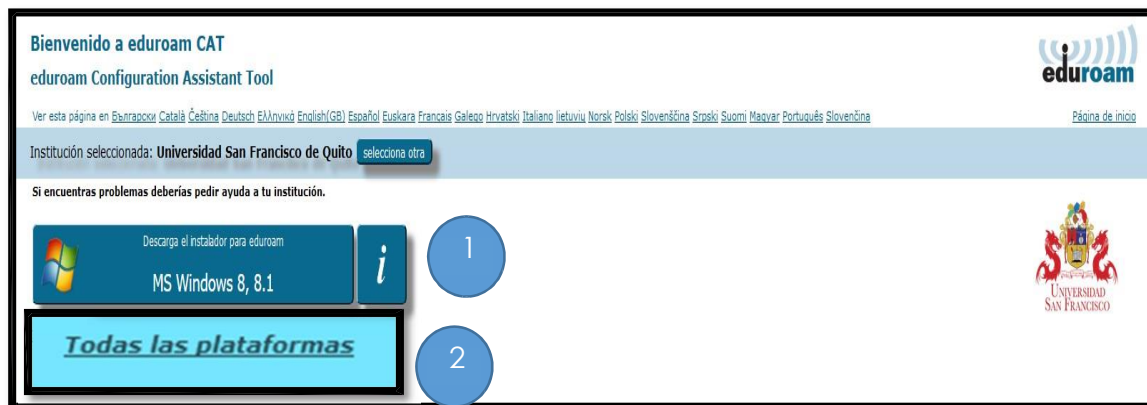 Bienvenido a eduroam CAT
eduroam Configuration Assistant Tool
eduroam
Ver esta página en Български Català Čeština Deutsch Ελληνικά English(GB) Español Euskara Français Galego Hrvatski Italiano lietuvių Norsk Polski Slovenščina Srpski Suomi Magyar Português Slovenčina
Página de inicio
Institución seleccionada: Universidad San Francisco de Quito selecciona otra
Si encuentras problemas deberías pedir ayuda a tu institución.
Descarga el instalador para eduroam
MS Windows 8, 8.1
i
1
UNIVERSIDAD
SAN FRANCISCO
Todas las plataformas
2